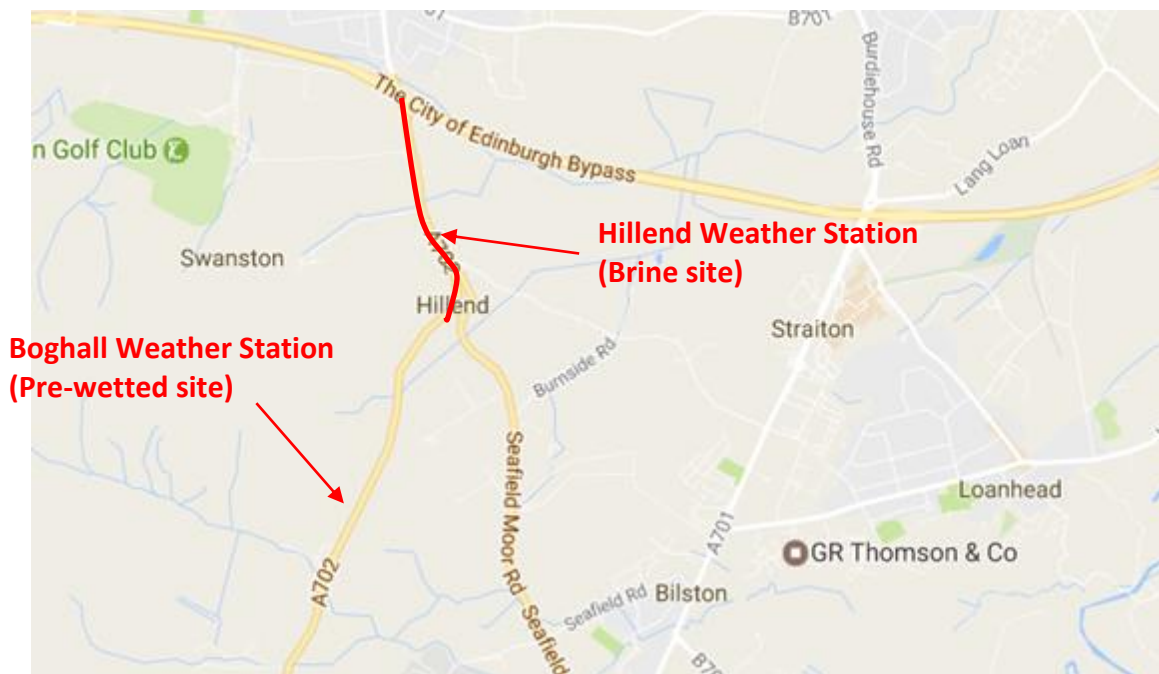 B701
The City of Edinburgh Bypass
Burdiehouse Rd
n Golf Club
Lang Loan
Swanston
A702
Hillend Weather Station
(Brine site)
Hillend
Straiton
Boghall Weather Station
(Pre-wetted site)
Burnside Rd
Seafield Moor Rd
Seafield
Loanhead
A701
GR Thomson & Co
A702
Seafield Rd
Bilston